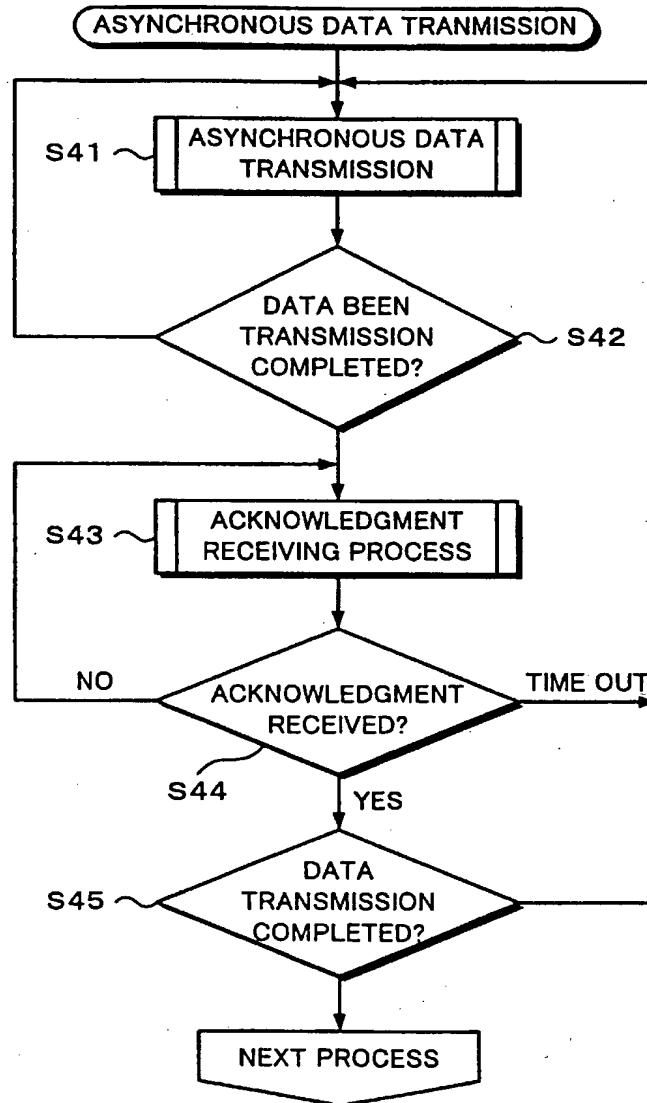 ASYNCHRONOUS DATA TRANMISSION
S41
ASYNCHRONOUS DATA
TRANSMISSION
DATA BEEN
TRANSMISSION
COMPLETED?
S42
S43
ACKNOWLEDGMENT
RECEIVING PROCESS
NO
ACKNOWLEDGMENT
RECEIVED?
TIME OUT
S44
YES
S45
DATA
TRANSMISSION
COMPLETED?
NEXT PROCESS